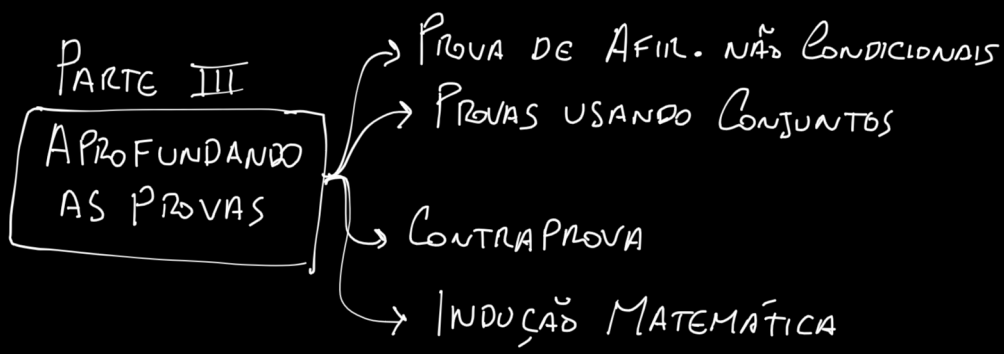 PARTE III
APROFUNDANDO
AS PROVAS
PROVA DE AFIR. NÃO CONDICIONAIS
PROVAS USANDO CONJUNTOS
CONTRAPROVA
INDUÇÃO MATEMÁTICA